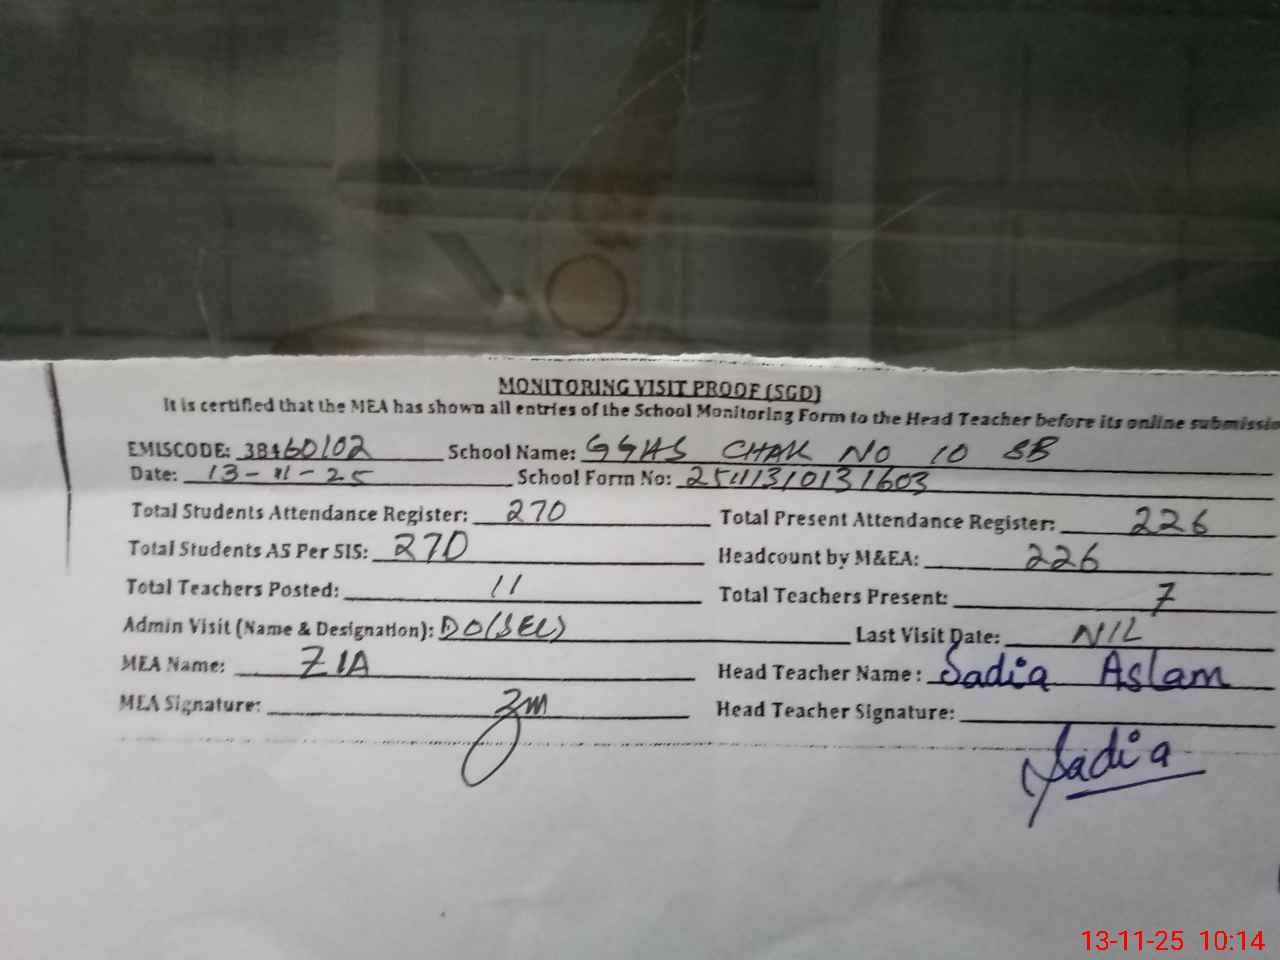 MONITORING VISIT PROOF (SGD)
It is certified that the MEA has shown all entries of the School Monitoring Form to the Head Teacher before its online submissio
EMISCODE: 38460102 School Name: GGHS CHAK NO 10 SB
Date: 13-11-25 School Form No: 25111310131603
Total Students Attendance Register: 270 Total Present Attendance Register: 226
Total Students AS Per SIS: 270 Headcount by M&EA: 226
Total Teachers Posted: 11 Total Teachers Present: 7
Admin Visit (Name & Designation): DO(SEC) Last Visit Date: NIL
MEA Name: ZIA Head Teacher Name: Sadia Aslam
MEA Signature: Zm Head Teacher Signature:
Sadia
13-11-25 10:14